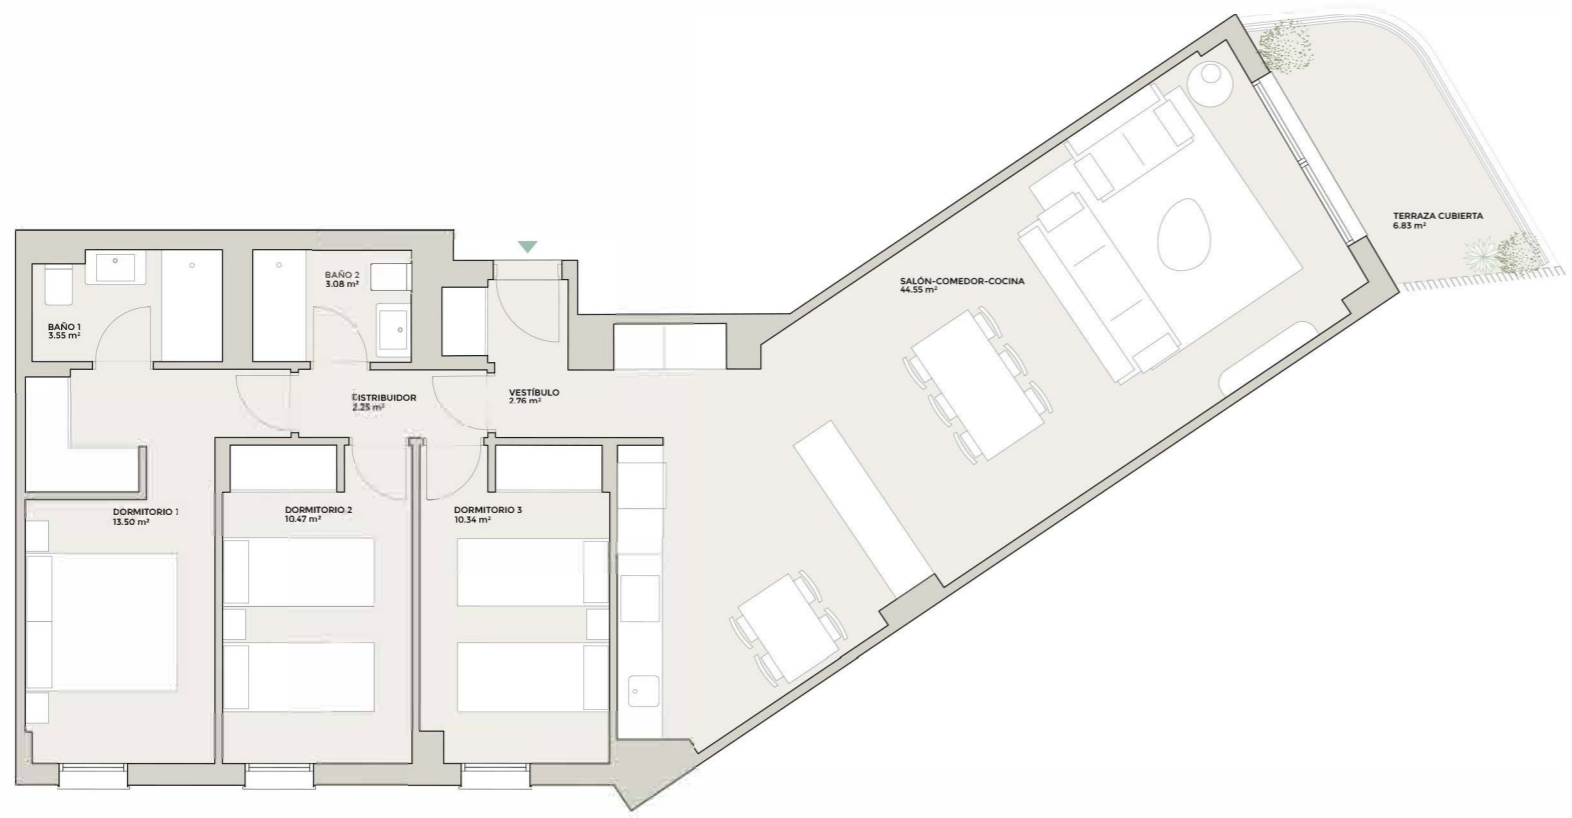 TERRAZA CUBIERTA
6.83 m²
BAÑO 2
3.08 m²
SALÓN-COMEDOR-COCINA
44.55 m²
BAÑO 1
3.55 m²
DISTRIBUIDOR
2.25 m²
VESTÍBULO
2.76 m²
DORMITORIO 1
13.50 m²
DORMITORIO 2
10.47 m²
DORMITORIO 3
10.34 m²